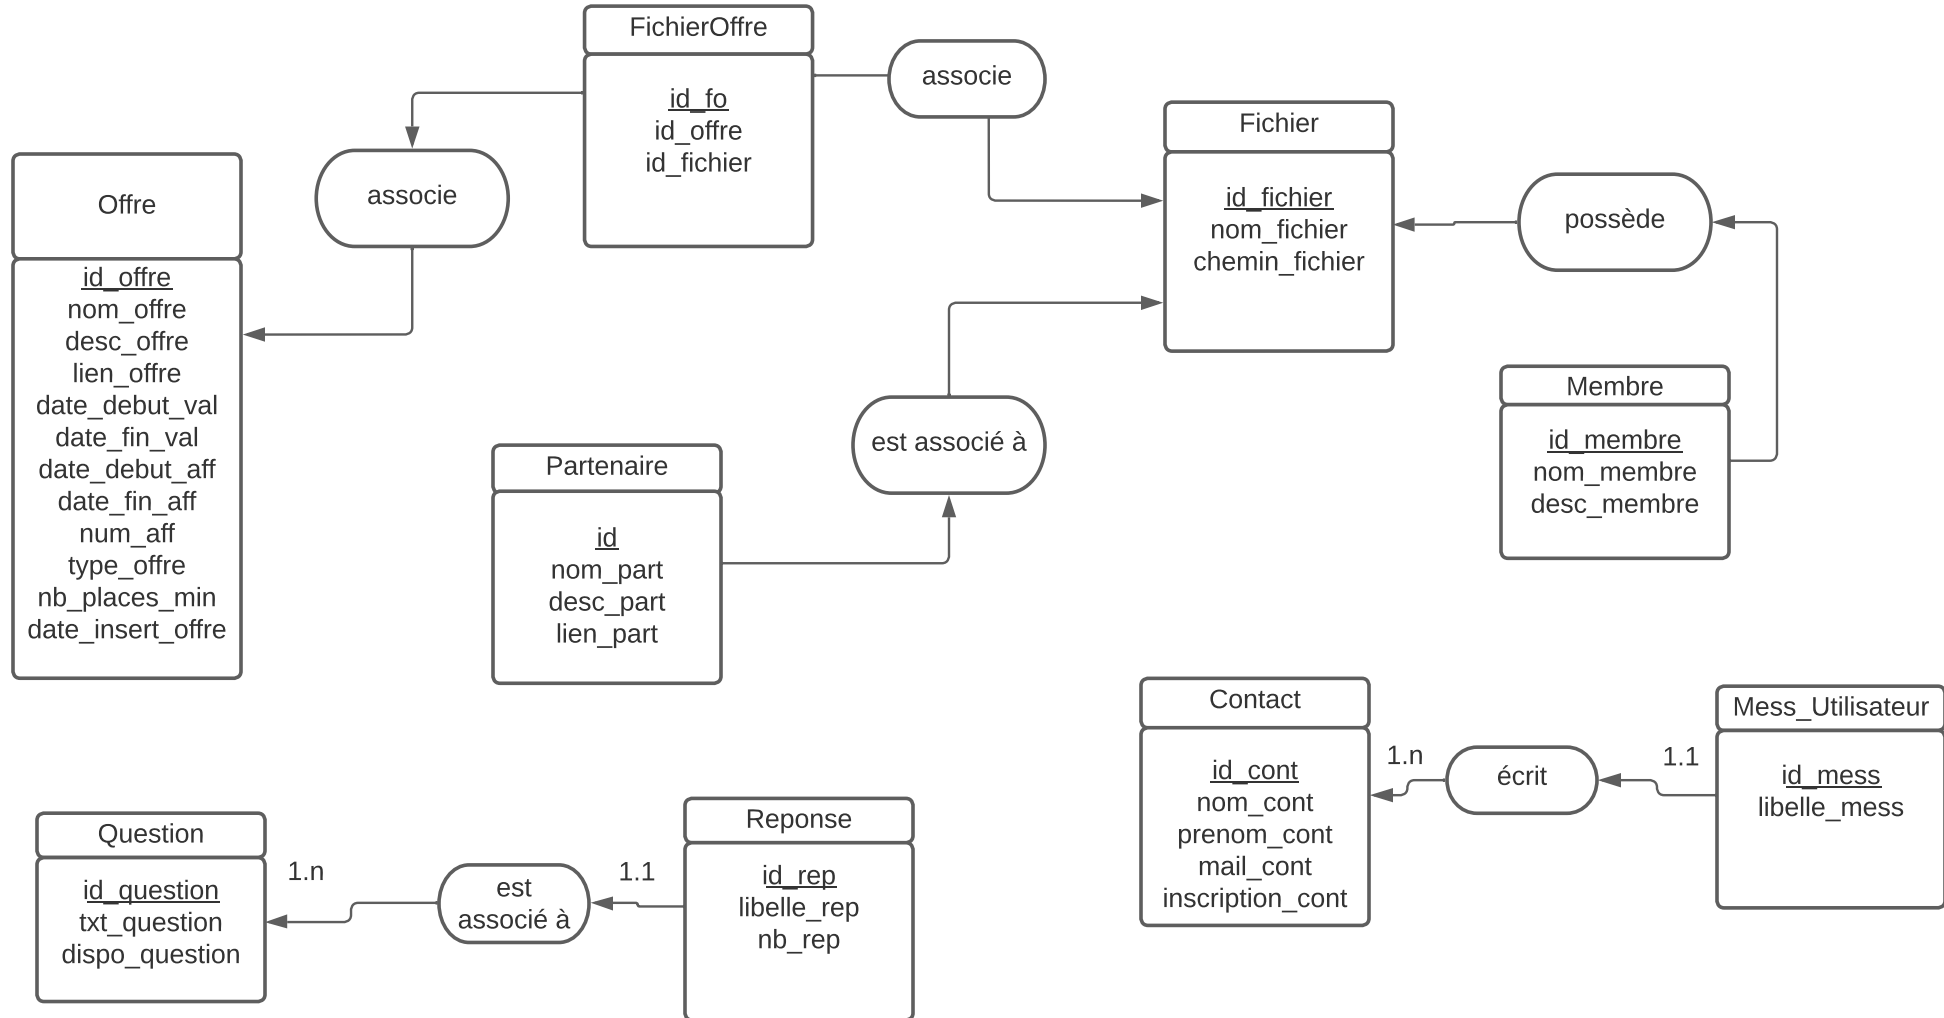 FichierOffre
id_fo
id_offre
id_fichier
associe
associe
Offre
id_offre
nom_offre
desc_offre
lien_offre
date_debut_val
date_fin_val
date_debut_aff
date_fin_aff
num_aff
type_offre
nb_places_min
date_insert_offre
Fichier
id_fichier
nom_fichier
chemin_fichier
possède
Membre
id_membre
nom_membre
desc_membre
est associé à
Partenaire
id
nom_part
desc_part
lien_part
Contact
id_cont
nom_cont
prenom_cont
mail_cont
inscription_cont
1.n
écrit
1.1
Mess_Utilisateur
id_mess
libelle_mess
Question
id_question
txt_question
dispo_question
1.n
est
associé à
1.1
Reponse
id_rep
libelle_rep
nb_rep